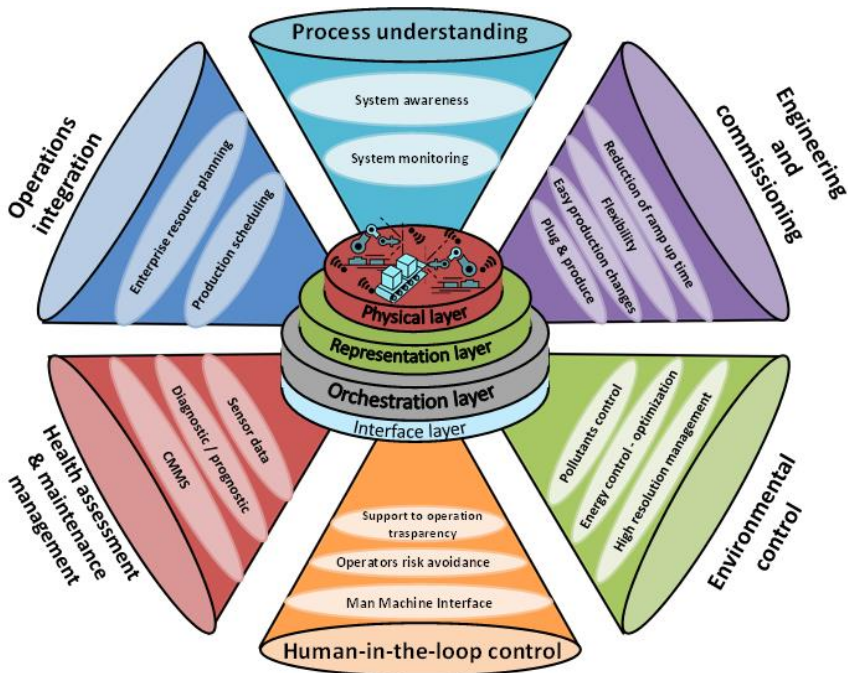 Process understanding
System awareness
System monitoring
Operations
integration
Enterprise resource planning
Production scheduling
Engineering
and
commissioning
Reduction of ramp up time
Flexibility
Easy production changes
Plug & produce
Physical layer
Representation layer
Orchestration layer
Interface layer
Health assessment
& maintenance
management
Sensor data
Diagnostic / prognostic
CMMS
Pollutants control
Energy control - optimization
High resolution management
Environmental
control
Support to operation
trasparency
Operators risk avoidance
Man Machine Interface
Human-in-the-loop control